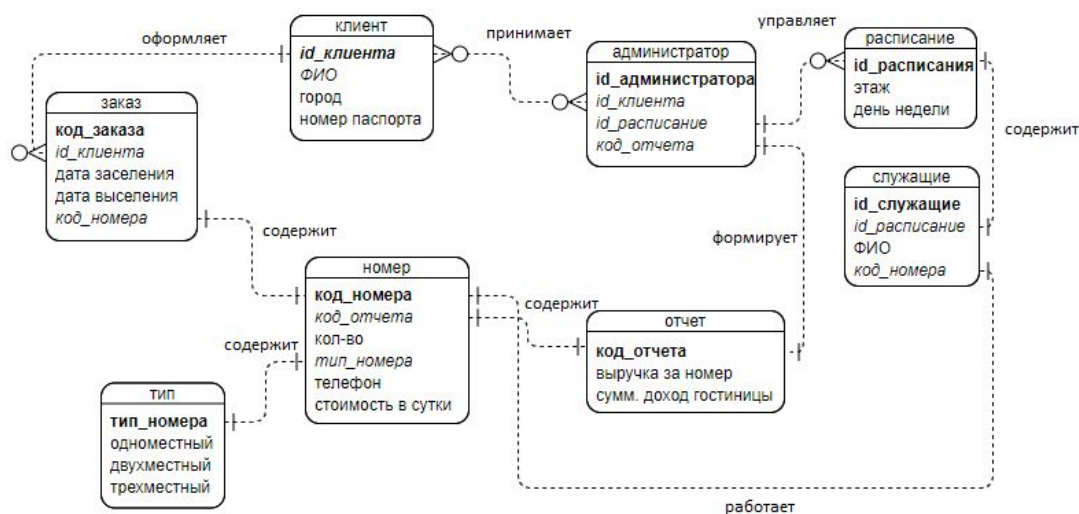 клиент
id_клиента
ФИО
город
номер паспорта
оформляет
принимает
управляет
администратор
id_администратора
id_клиента
id_расписание
код_отчета
расписание
id_расписания
этаж
день недели
содержит
заказ
код_заказа
id_клиента
дата заселения
дата выселения
код_номера
служащие
id_служащие
id_расписание
ФИО
код_номера
содержит
формирует
номер
код_номера
код_отчета
кол-во
тип_номера
телефон
стоимость в сутки
содержит
содержит
отчет
код_отчета
выручка за номер
сумм. доход гостиницы
тип
тип_номера
одноместный
двухместный
трехместный
работает